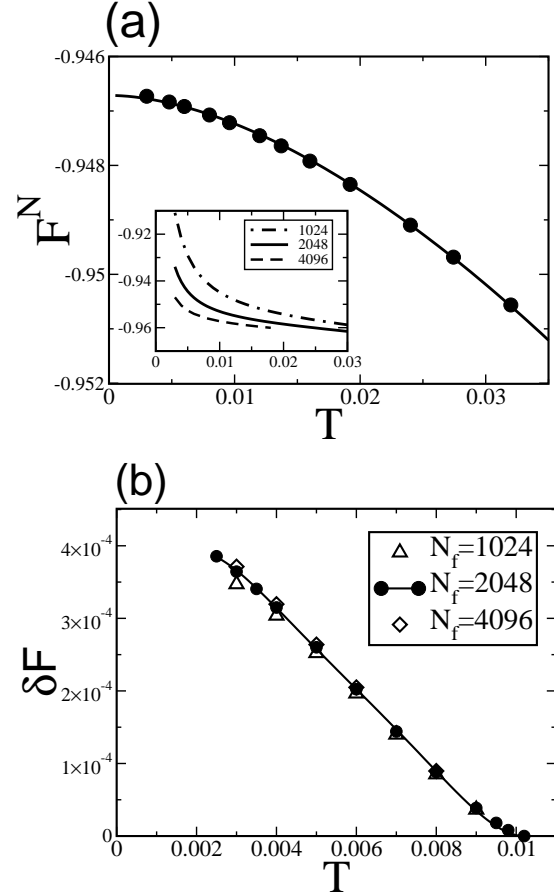 (a)
-0.946
-0.948
-0.95
-0.952
F^N
-0.92
-0.94
-0.96
1024
2048
4096
0 0.01 0.02 0.03
0 0.01 0.02 0.03
T
(b)
4×10^-4
3×10^-4
2×10^-4
1×10^-4
0
δF
N_f=1024
N_f=2048
N_f=4096
0 0.002 0.004 0.006 0.008 0.01
T